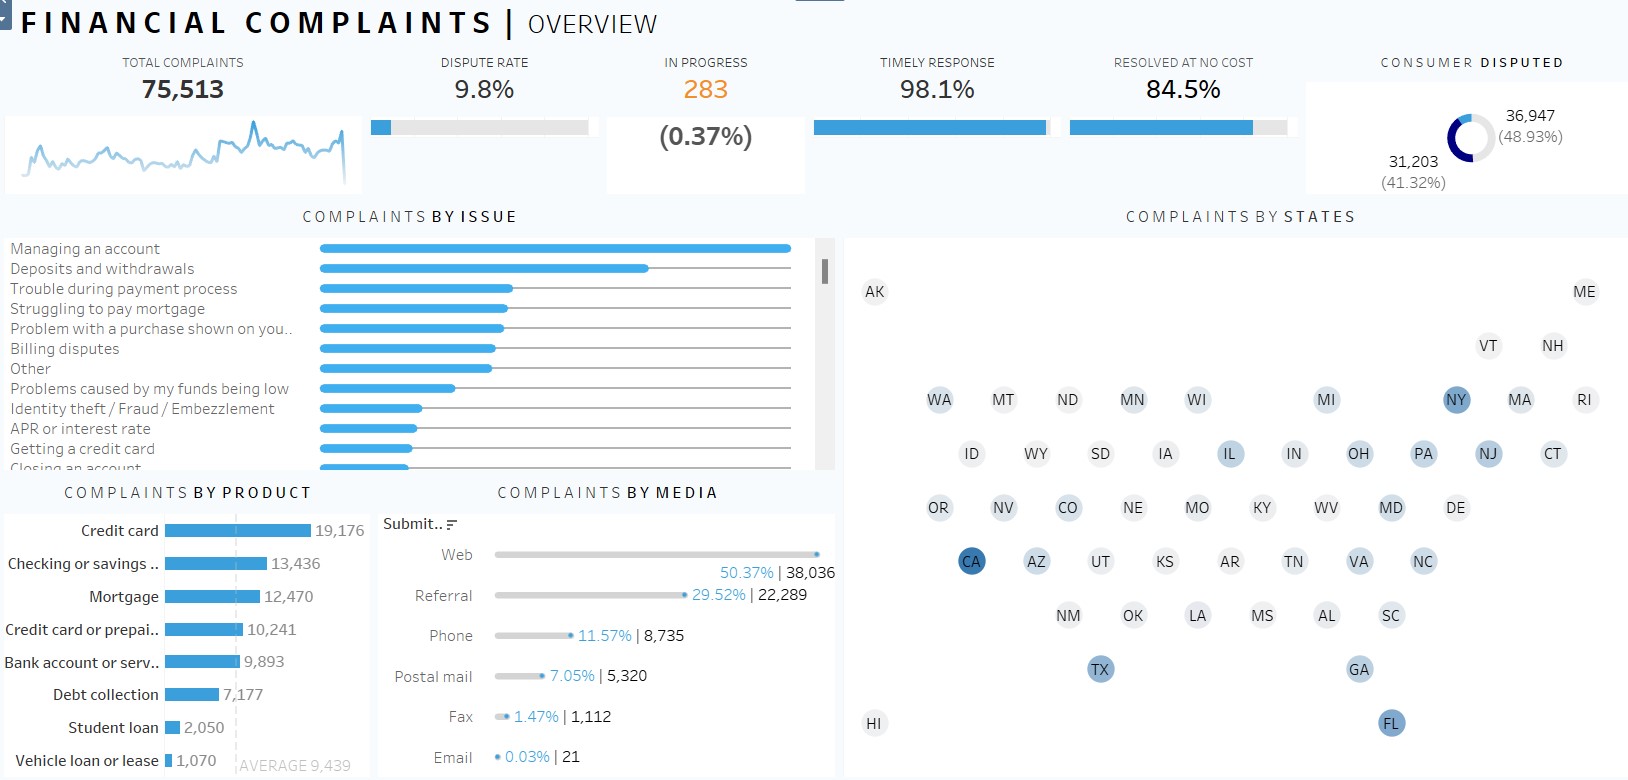 FINANCIAL COMPLAINTS | OVERVIEW
TOTAL COMPLAINTS
75,513
DISPUTE RATE
9.8%
IN PROGRESS
283
(0.37%)
TIMELY RESPONSE
98.1%
RESOLVED AT NO COST
84.5%
CONSUMER DISPUTED
36,947
(48.93%)
31,203
(41.32%)
COMPLAINTS BY ISSUE
Managing an account
Deposits and withdrawals
Trouble during payment process
Struggling to pay mortgage
Problem with a purchase shown on you..
Billing disputes
Other
Problems caused by my funds being low
Identity theft / Fraud / Embezzlement
APR or interest rate
Getting a credit card
Closing an account
COMPLAINTS BY STATES
AK ME
VT NH
WA MT ND MN WI MI NY MA RI
ID WY SD IA IL IN OH PA NJ CT
OR NV CO NE MO KY WV MD DE
CA AZ UT KS AR TN VA NC
NM OK LA MS AL SC
TX GA
HI FL
COMPLAINTS BY PRODUCT
Credit card 19,176
Checking or savings .. 13,436
Mortgage 12,470
Credit card or prepai.. 10,241
Bank account or serv.. 9,893
Debt collection 7,177
Student loan 2,050
Vehicle loan or lease 1,070
AVERAGE 9,439
COMPLAINTS BY MEDIA
Submit..
Web
50.37% | 38,036
Referral 29.52% | 22,289
Phone 11.57% | 8,735
Postal mail 7.05% | 5,320
Fax 1.47% | 1,112
Email 0.03% | 21